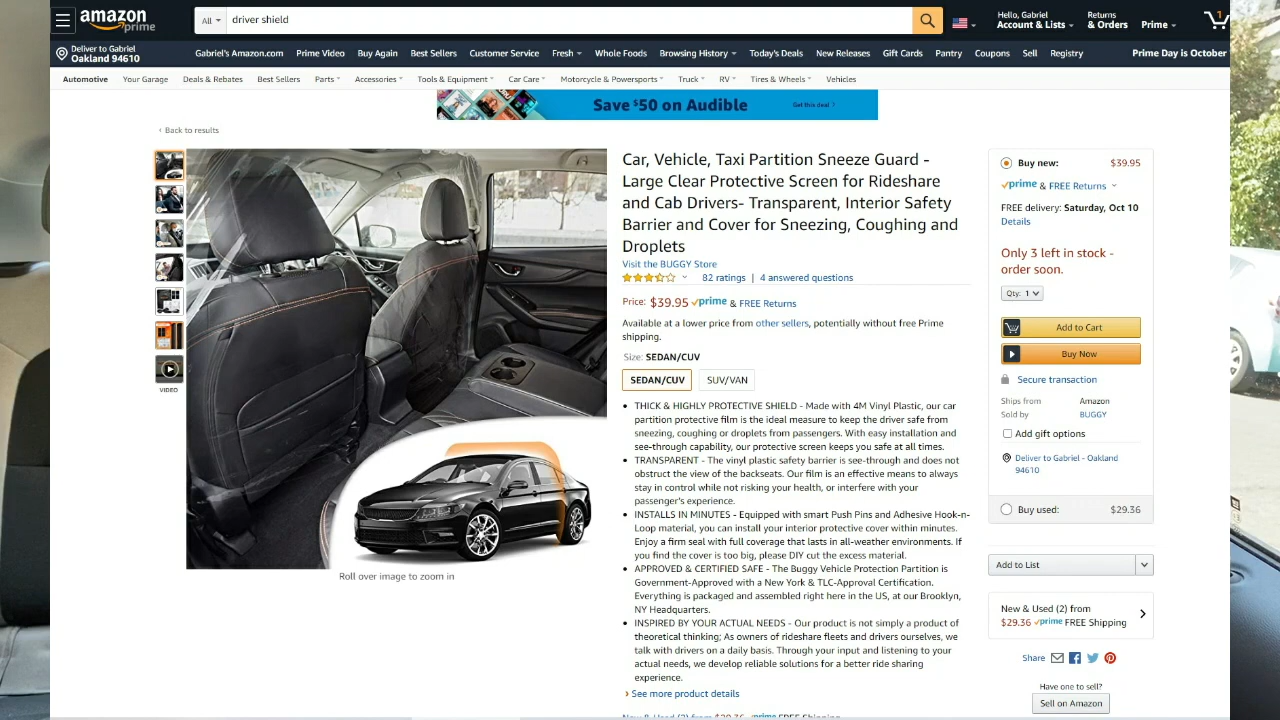 amazon
prime
All
driver shield
Hello, Gabriel
Account & Lists
Returns
& Orders
Prime
1
Deliver to Gabriel
Oakland 94610
Gabriel's Amazon.com Prime Video Buy Again Best Sellers Customer Service Fresh Whole Foods Browsing History Today's Deals New Releases Gift Cards Pantry Coupons Sell Registry Prime Day is October
Automotive Your Garage Deals & Rebates Best Sellers Parts Accessories Tools & Equipment Car Care Motorcycle & Powersports Truck RV Tires & Wheels Vehicles
Save $50 on Audible
Get this deal >
‹ Back to results
VIDEO
Roll over image to zoom in
Car, Vehicle, Taxi Partition Sneeze Guard -
Large Clear Protective Screen for Rideshare
and Cab Drivers- Transparent, Interior Safety
Barrier and Cover for Sneezing, Coughing and
Droplets
Visit the BUGGY Store
82 ratings | 4 answered questions
Price: $39.95 prime & FREE Returns
Available at a lower price from other sellers, potentially without free Prime
shipping.
Size: SEDAN/CUV
SEDAN/CUV SUV/VAN
• THICK & HIGHLY PROTECTIVE SHIELD - Made with 4M Vinyl Plastic, our car
partition protective film is the ideal measure to keep the driver safe from
sneezing, coughing or droplets from passengers. With easy installation and
see-through capability, our protective screen keeps you safe at all times.
• TRANSPARENT - The vinyl plastic safety barrier is see-through and does not
obstruct the view of the backseats. Our film is an effective means to always
stay in control while not risking your health, or interfere with your
passenger's experience.
• INSTALLS IN MINUTES - Equipped with smart Push Pins and Adhesive Hook-n-
Loop material, you can install your interior protective cover within minutes.
Enjoy a firm seal with full coverage that lasts in all-weather environments. If
you find the cover is too big, please DIY cut the excess material.
• APPROVED & CERTIFIED SAFE - The Buggy Vehicle Protection Partition is
Government-Approved with a New York & TLC-Approval Certification.
Everything is packaged and assembled right here in the US, at our Brooklyn,
NY Headquarters.
• INSPIRED BY YOUR ACTUAL NEEDS - Our product is not simply a product of
theoretical thinking; As owners of rideshare fleets and drivers ourselves, we
talk with drivers on a daily basis. Through your input and listening to your
actual needs, we develop reliable solutions for a better ride sharing
experience.
› See more product details
New & Used (2) from $29.36 prime FREE Shipping
Buy new: $39.95
prime & FREE Returns
FREE delivery: Saturday, Oct 10
Details
Only 3 left in stock -
order soon.
Qty: 1
Add to Cart
Buy Now
Secure transaction
Ships from Amazon
Sold by BUGGY
Add gift options
Deliver to Gabriel - Oakland
94610
Buy used: $29.36
Add to List
New & Used (2) from
$29.36 prime FREE Shipping
Share
Have one to sell?
Sell on Amazon